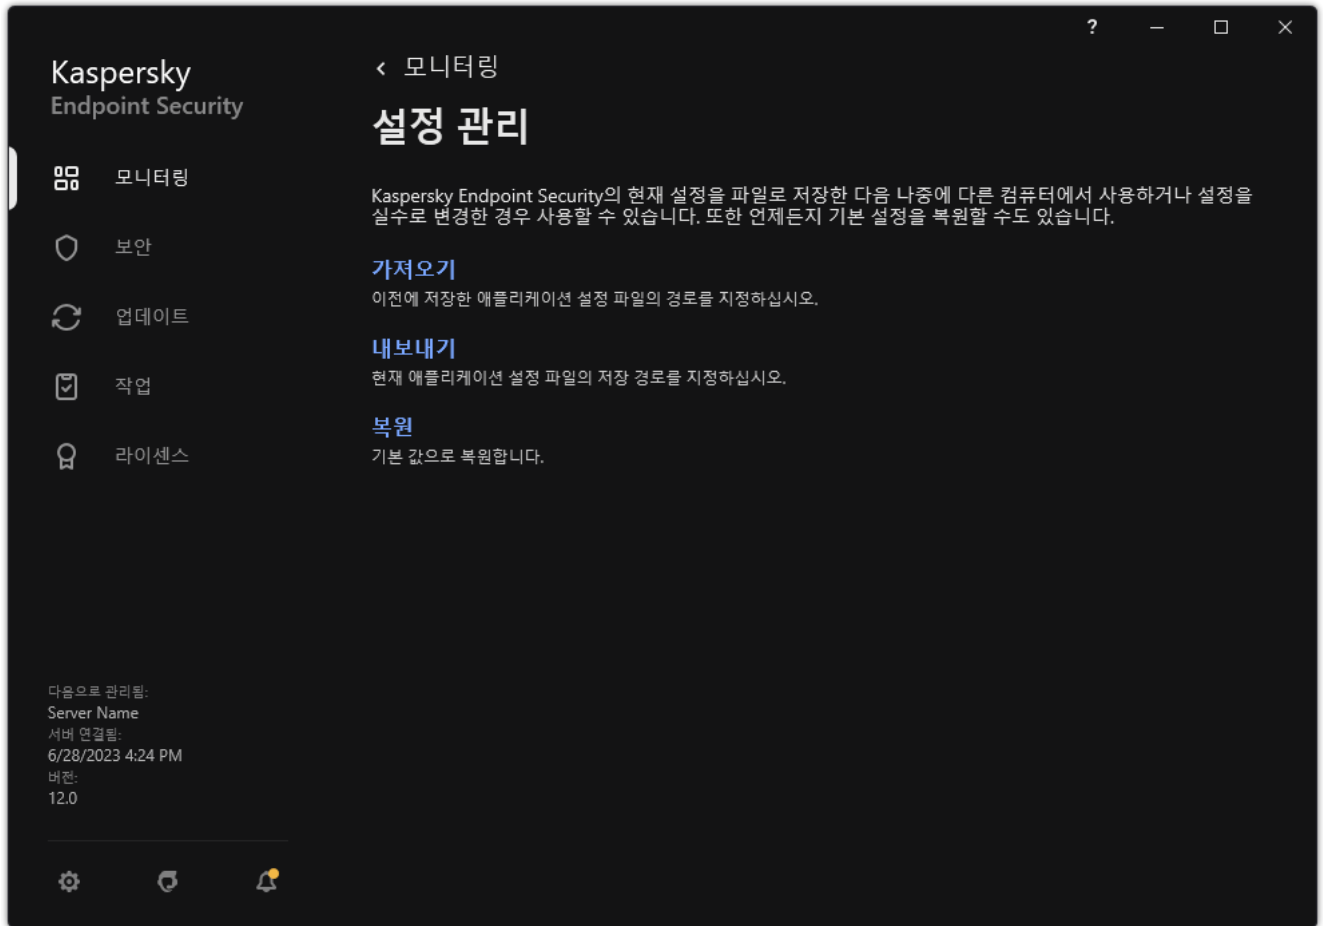 ?
Kaspersky
Endpoint Security
모니터링
보안
업데이트
작업
라이센스
다음으로 관리됨:
Server Name
서버 연결됨:
6/28/2023 4:24 PM
버전:
12.0
모니터링
설정 관리
Kaspersky Endpoint Security의 현재 설정을 파일로 저장한 다음 나중에 다른 컴퓨터에서 사용하거나 설정을
실수로 변경한 경우 사용할 수 있습니다. 또한 언제든지 기본 설정을 복원할 수도 있습니다.
가져오기
이전에 저장한 애플리케이션 설정 파일의 경로를 지정하십시오.
내보내기
현재 애플리케이션 설정 파일의 저장 경로를 지정하십시오.
복원
기본 값으로 복원합니다.